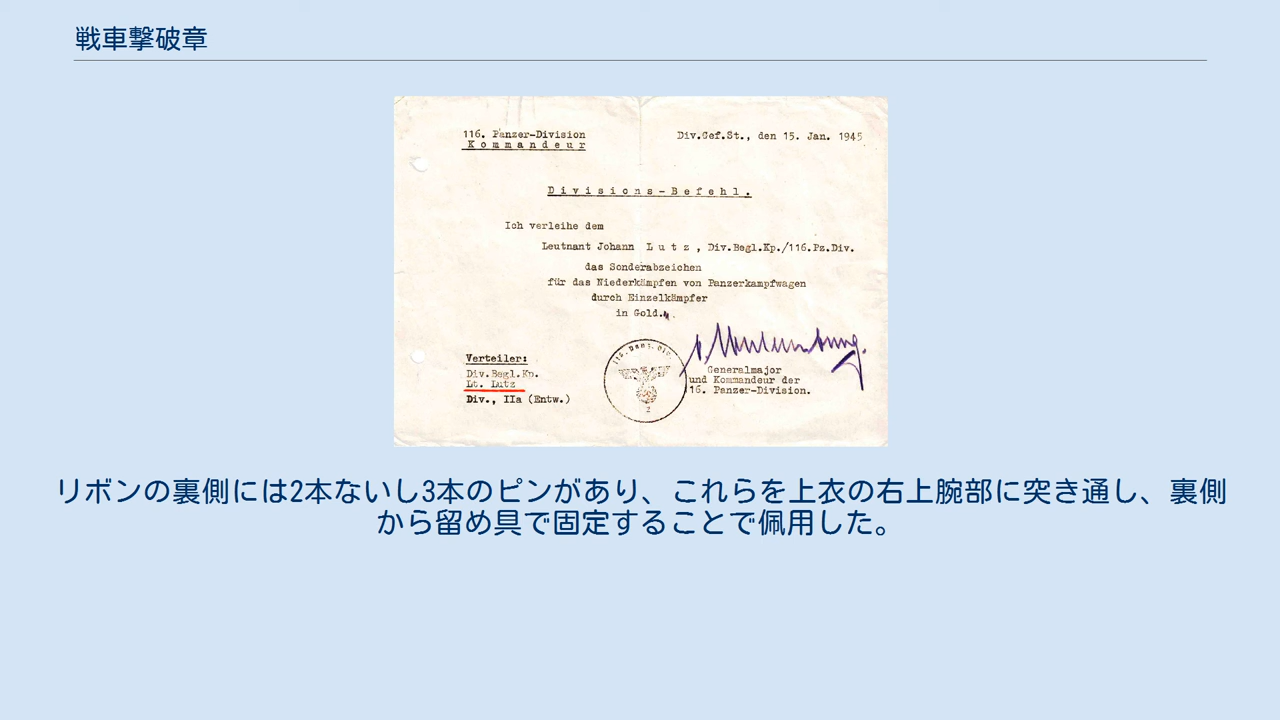 戦車撃破章
116. Panzer-Division
Kommandeur
Div.Gef.St., den 15. Jan. 1945
Divisions-Befehl.
Ich verleihe dem
Leutnant Johann Lutz, Div.Begl.Kp./116.Pz.Div.
das Sonderabzeichen
für das Niederkämpfen von Panzerkampfwagen
durch Einzelkämpfer
in Gold.
Verteiler:
Div.Begl.Kp.
Lt. Lutz
Div., IIa (Entw.)
Generalmajor
und Kommandeur der
16. Panzer-Division.
リボンの裏側には2本ないし3本のピンがあり、これらを上衣の右上腕部に突き通し、裏側
から留め具で固定することで佩用した。